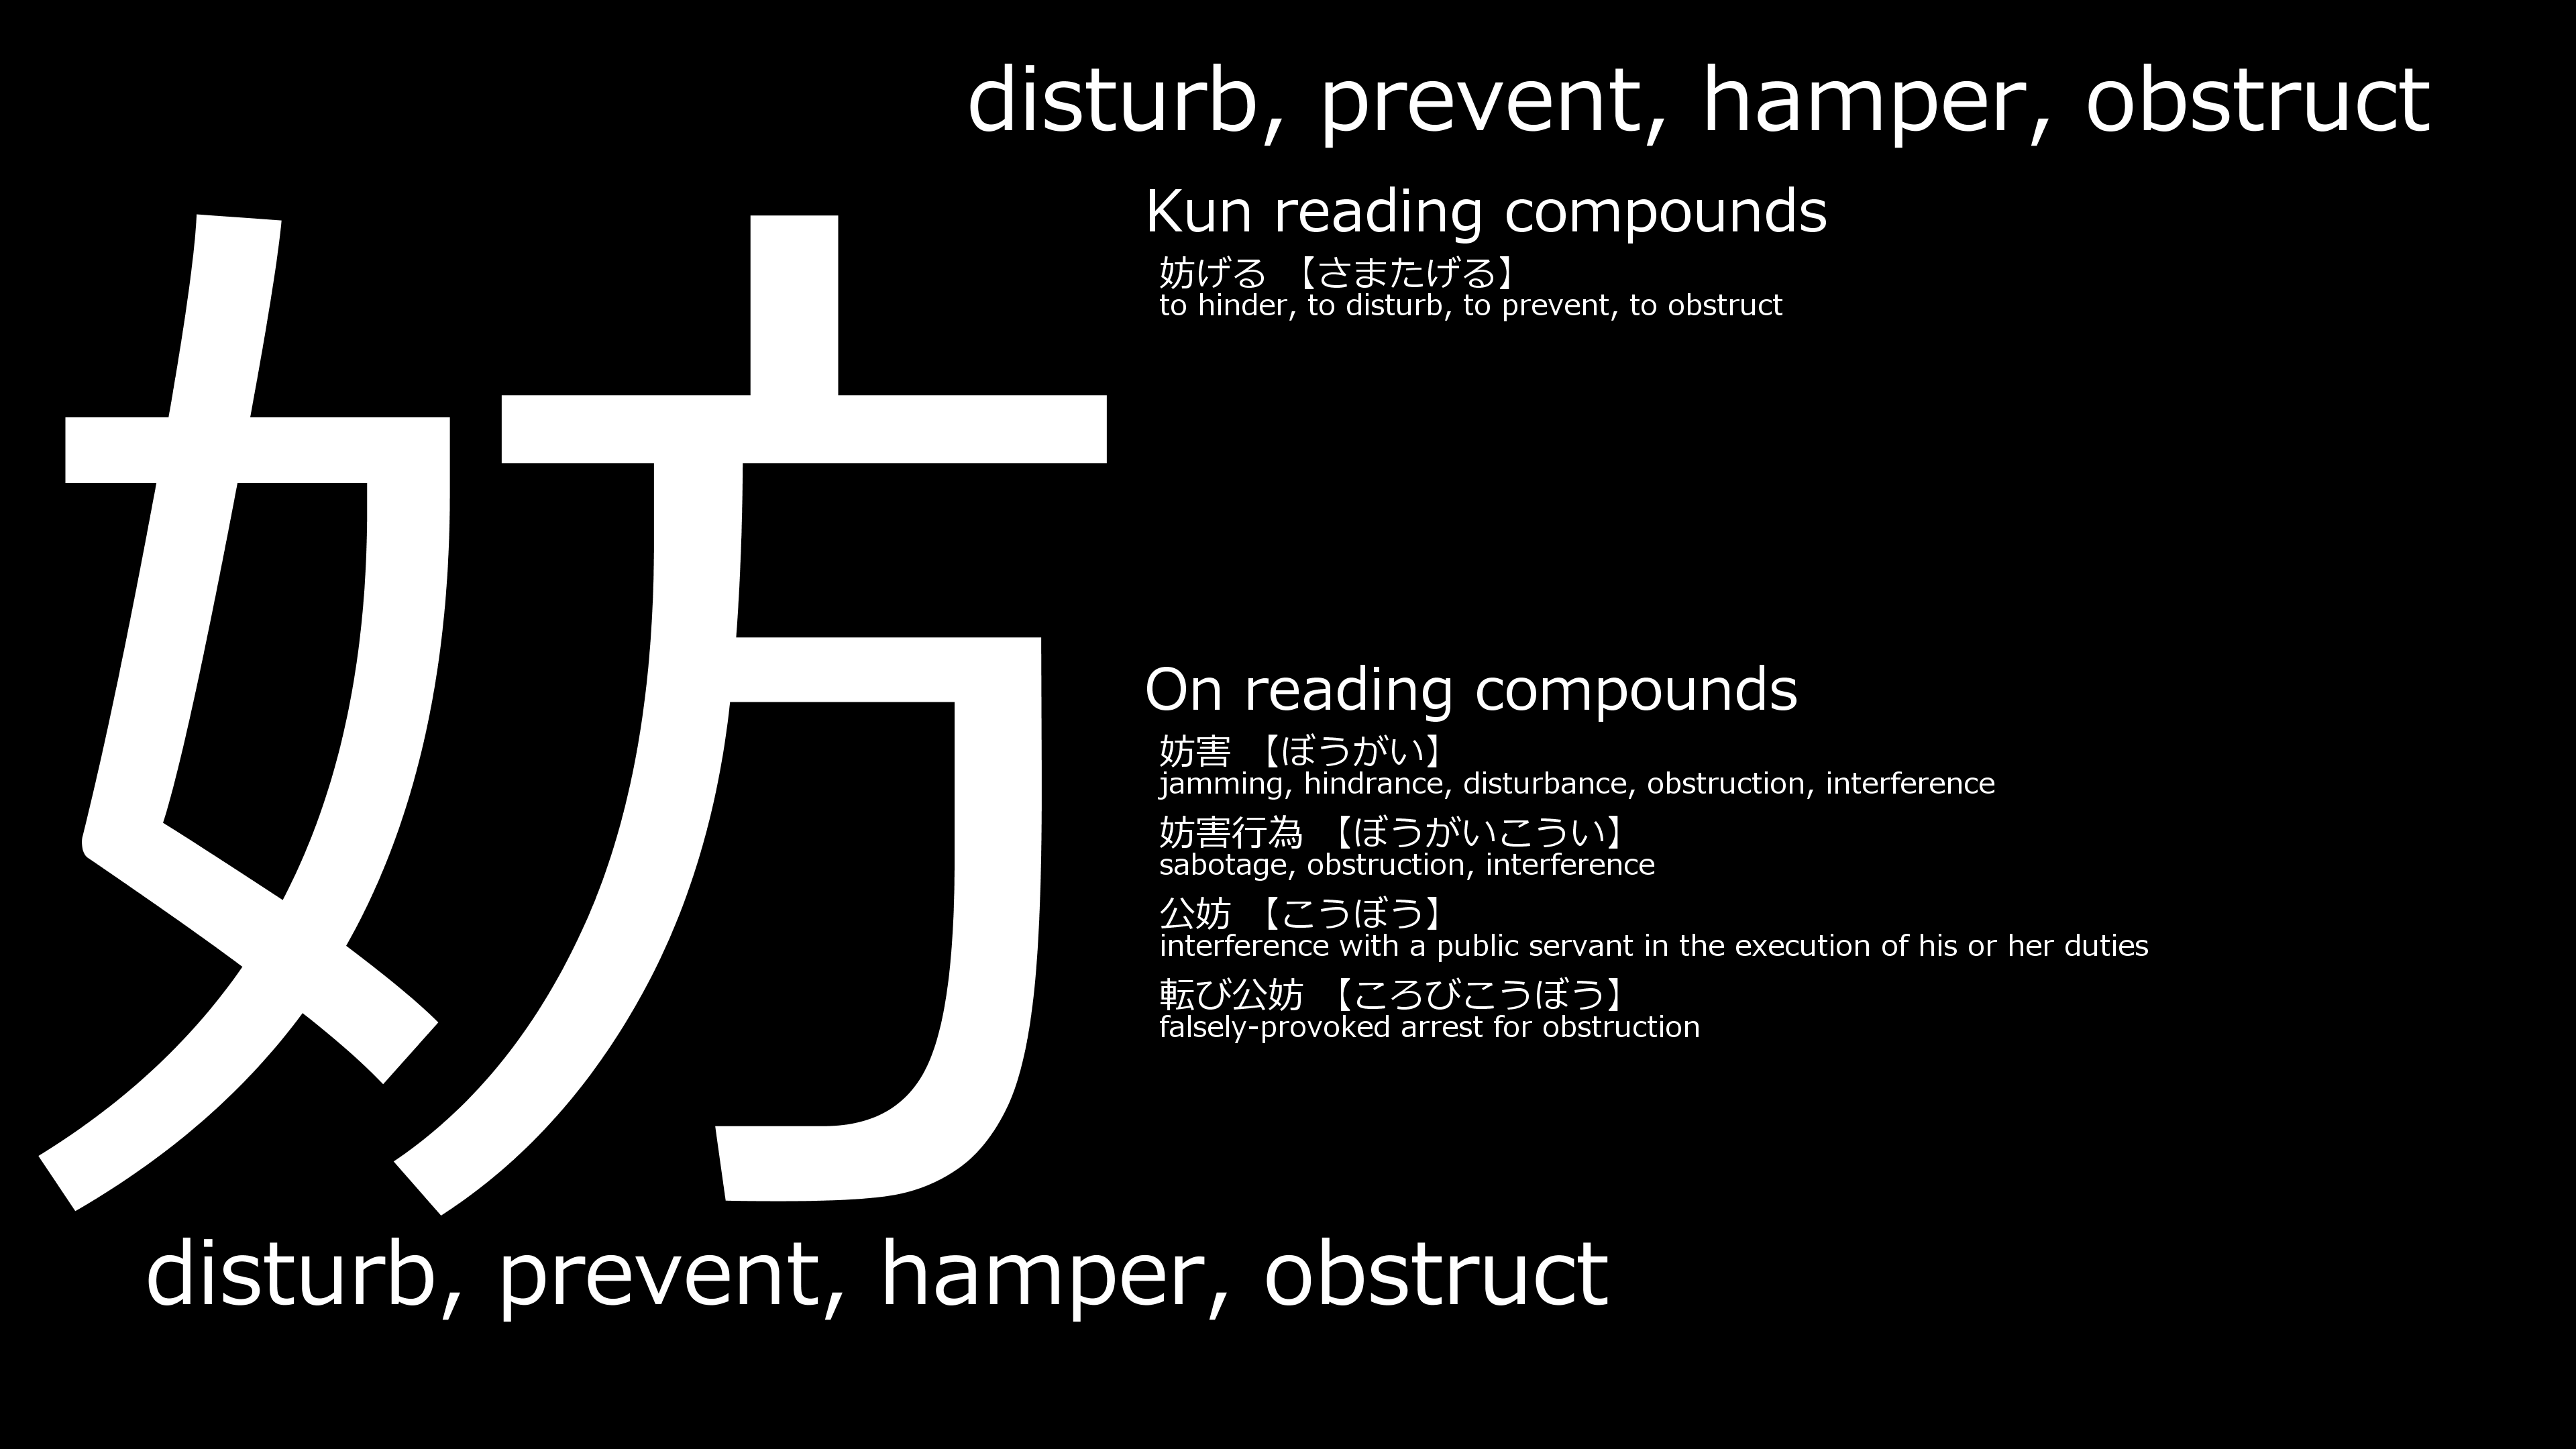 disturb, prevent, hamper, obstruct
妨
Kun reading compounds
妨げる 【さまたげる】
to hinder, to disturb, to prevent, to obstruct
On reading compounds
妨害 【ぼうがい】
jamming, hindrance, disturbance, obstruction, interference
妨害行為 【ぼうがいこうい】
sabotage, obstruction, interference
公妨 【こうぼう】
interference with a public servant in the execution of his or her duties
転び公妨 【ころびこうぼう】
falsely-provoked arrest for obstruction
disturb, prevent, hamper, obstruct